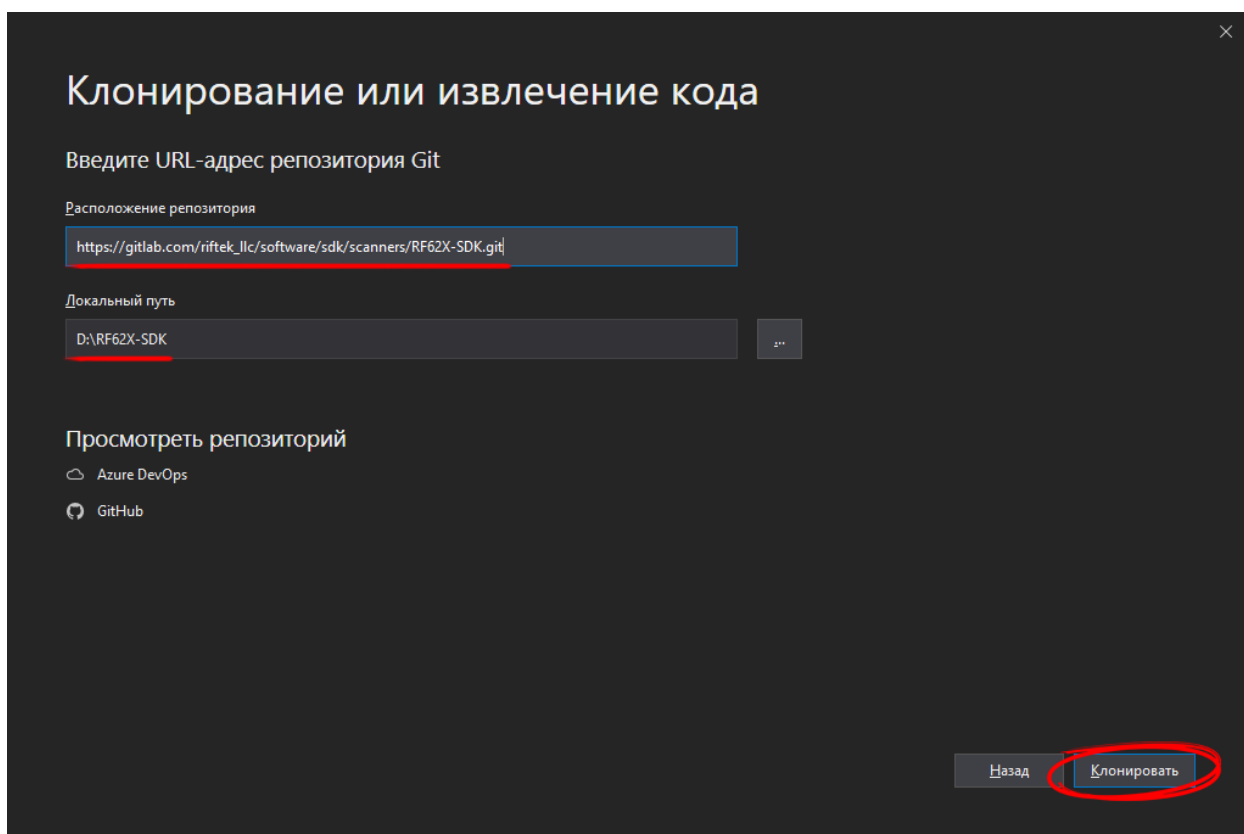 Клонирование или извлечение кода
Введите URL-адрес репозитория Git
Расположение репозитория
https://gitlab.com/riftek_llc/software/sdk/scanners/RF62X-SDK.git
Локальный путь
D:\RF62X-SDK
...
Просмотреть репозиторий
Azure DevOps
GitHub
Назад
Клонировать